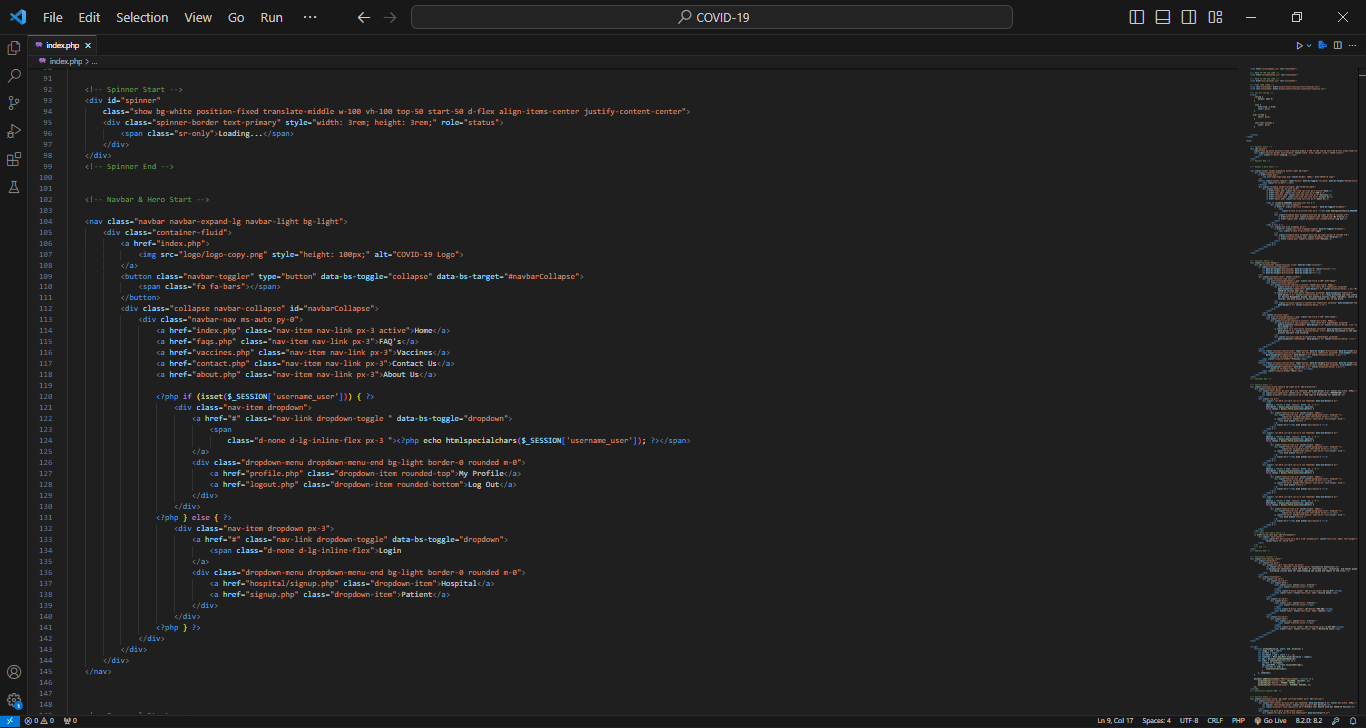 File Edit Selection View Go Run ··· COVID-19
index.php
index.php > ...
91
92 <!-- Spinner Start -->
93 <div id="spinner"
94 class="show bg-white position-fixed translate-middle w-100 vh-100 top-50 start-50 d-flex align-items-center justify-content-center">
95 <div class="spinner-border text-primary" style="width: 3rem; height: 3rem;" role="status">
96 <span class="sr-only">Loading...</span>
97 </div>
98 </div>
99 <!-- Spinner End -->
100
101
102 <!-- Navbar & Hero Start -->
103
104 <nav class="navbar navbar-expand-lg navbar-light bg-light">
105 <div class="container-fluid">
106 <a href="index.php">
107 <img src="logo/logo-copy.png" style="height: 100px;" alt="COVID-19 Logo">
108 </a>
109 <button class="navbar-toggler" type="button" data-bs-toggle="collapse" data-bs-target="#navbarCollapse">
110 <span class="fa fa-bars"></span>
111 </button>
112 <div class="collapse navbar-collapse" id="navbarCollapse">
113 <div class="navbar-nav ms-auto py-0">
114 <a href="index.php" class="nav-item nav-link px-3 active">Home</a>
115 <a href="faqs.php" class="nav-item nav-link px-3">FAQ's</a>
116 <a href="vaccines.php" class="nav-item nav-link px-3">Vaccines</a>
117 <a href="contact.php" class="nav-item nav-link px-3">Contact Us</a>
118 <a href="about.php" class="nav-item nav-link px-3">About Us</a>
119
120 <?php if (isset($_SESSION['username_user'])) { ?>
121 <div class="nav-item dropdown">
122 <a href="#" class="nav-link dropdown-toggle " data-bs-toggle="dropdown">
123 <span
124 class="d-none d-lg-inline-flex px-3 "><?php echo htmlspecialchars($_SESSION['username_user']); ?></span>
125 </a>
126 <div class="dropdown-menu dropdown-menu-end bg-light border-0 rounded m-0">
127 <a href="profile.php" class="dropdown-item rounded-top">My Profile</a>
128 <a href="logout.php" class="dropdown-item rounded-bottom">Log Out</a>
129 </div>
130 </div>
131 <?php } else { ?>
132 <div class="nav-item dropdown px-3">
133 <a href="#" class="nav-link dropdown-toggle" data-bs-toggle="dropdown">
134 <span class="d-none d-lg-inline-flex">Login
135 </a>
136 <div class="dropdown-menu dropdown-menu-end bg-light border-0 rounded m-0">
137 <a href="hospital/signup.php" class="dropdown-item">Hospital</a>
138 <a href="signup.php" class="dropdown-item">Patient</a>
139 </div>
140 </div>
141 <?php } ?>
142 </div>
143 </div>
144 </div>
145 </nav>
146
147
148
0 0 0 Ln 9, Col 17 Spaces: 4 UTF-8 CRLF PHP Go Live 8.2.0: 8.2